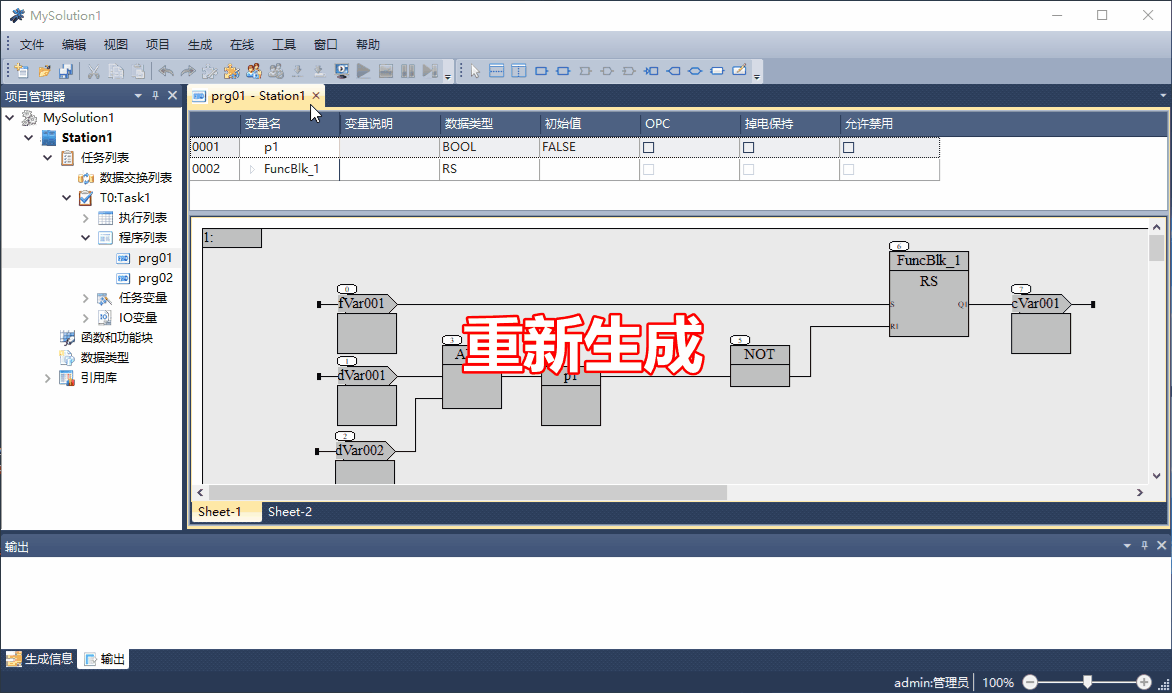 MySolution1
文件 编辑 视图 项目 生成 在线 工具 窗口 帮助
项目管理器
MySolution1
Station1
任务列表
数据交换列表
T0:Task1
执行列表
程序列表
prg01
prg02
任务变量
IO变量
函数和功能块
数据类型
引用库
prg01 - Station1
变量名 变量说明 数据类型 初始值 OPC 掉电保持 允许禁用
0001 p1 BOOL FALSE
0002 FuncBlk_1 RS
1:
6
FuncBlk_1
RS
S Q1
R1
0
fVar001
7
cVar001
重新生成
3
5
NOT
1
dVar001
p1
2
dVar002
Sheet-1 Sheet-2
输出
生成信息 输出
admin:管理员 100%